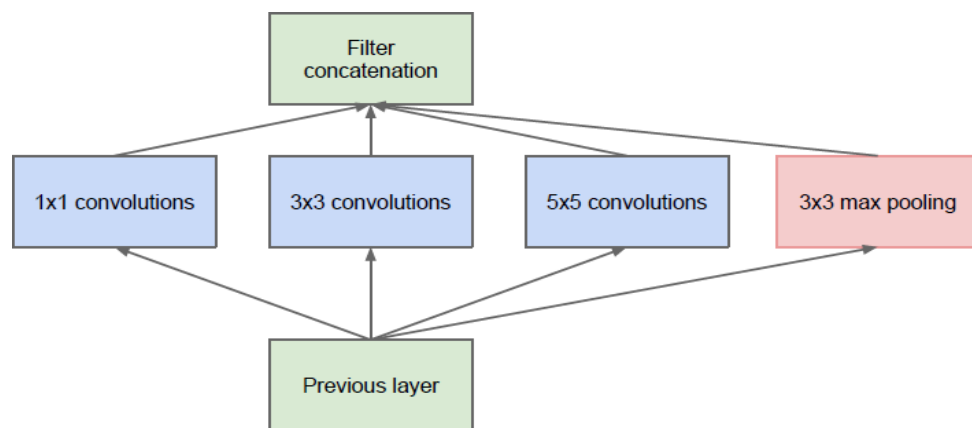 Filter
concatenation
1x1 convolutions
3x3 convolutions
5x5 convolutions
3x3 max pooling
Previous layer